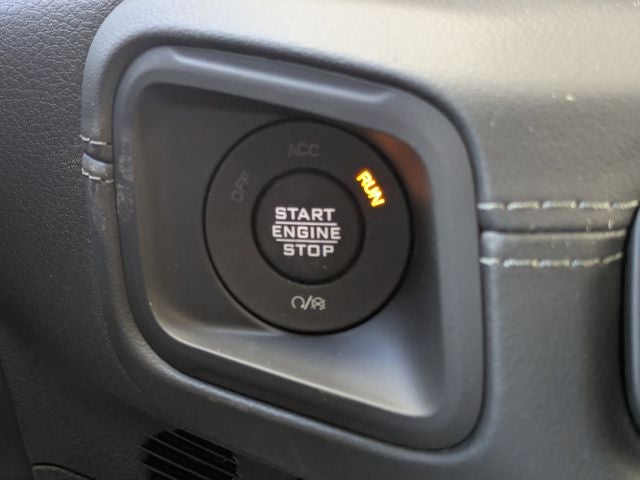 ACC
OFF
RUN
START
ENGINE
STOP